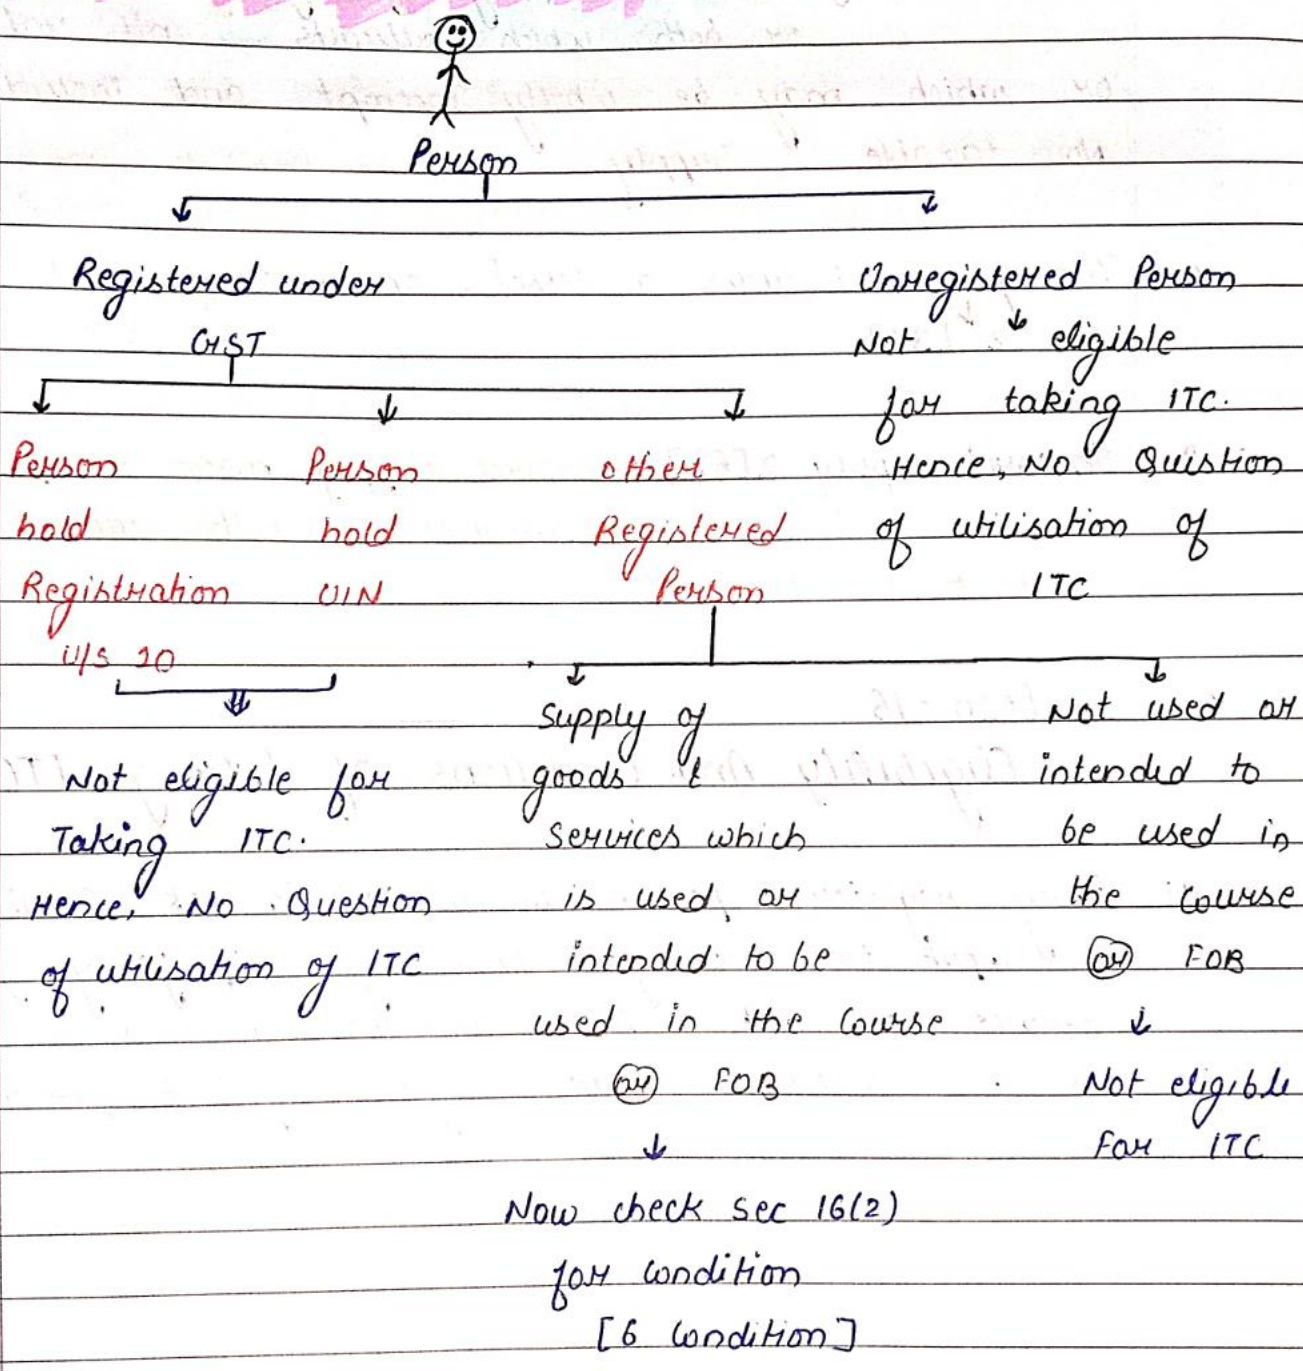 Person
Registered under
GST
Person
hold
Registration
U/S 10
Person
hold
UIN
Not eligible for
Taking ITC.
Hence, No Question
of utilisation of ITC
other
Registered
Person
Supply of
goods &
Services which
is used or
intended to be
used in the Course
or FOB
Now check sec 16(2)
for condition
[6 Condition]
Not used or
intended to
be used in
the course
or FOB
Not eligible
For ITC
Unregistered Person
Not eligible
for taking ITC.
Hence, No Quistion
of utilisation of
ITC